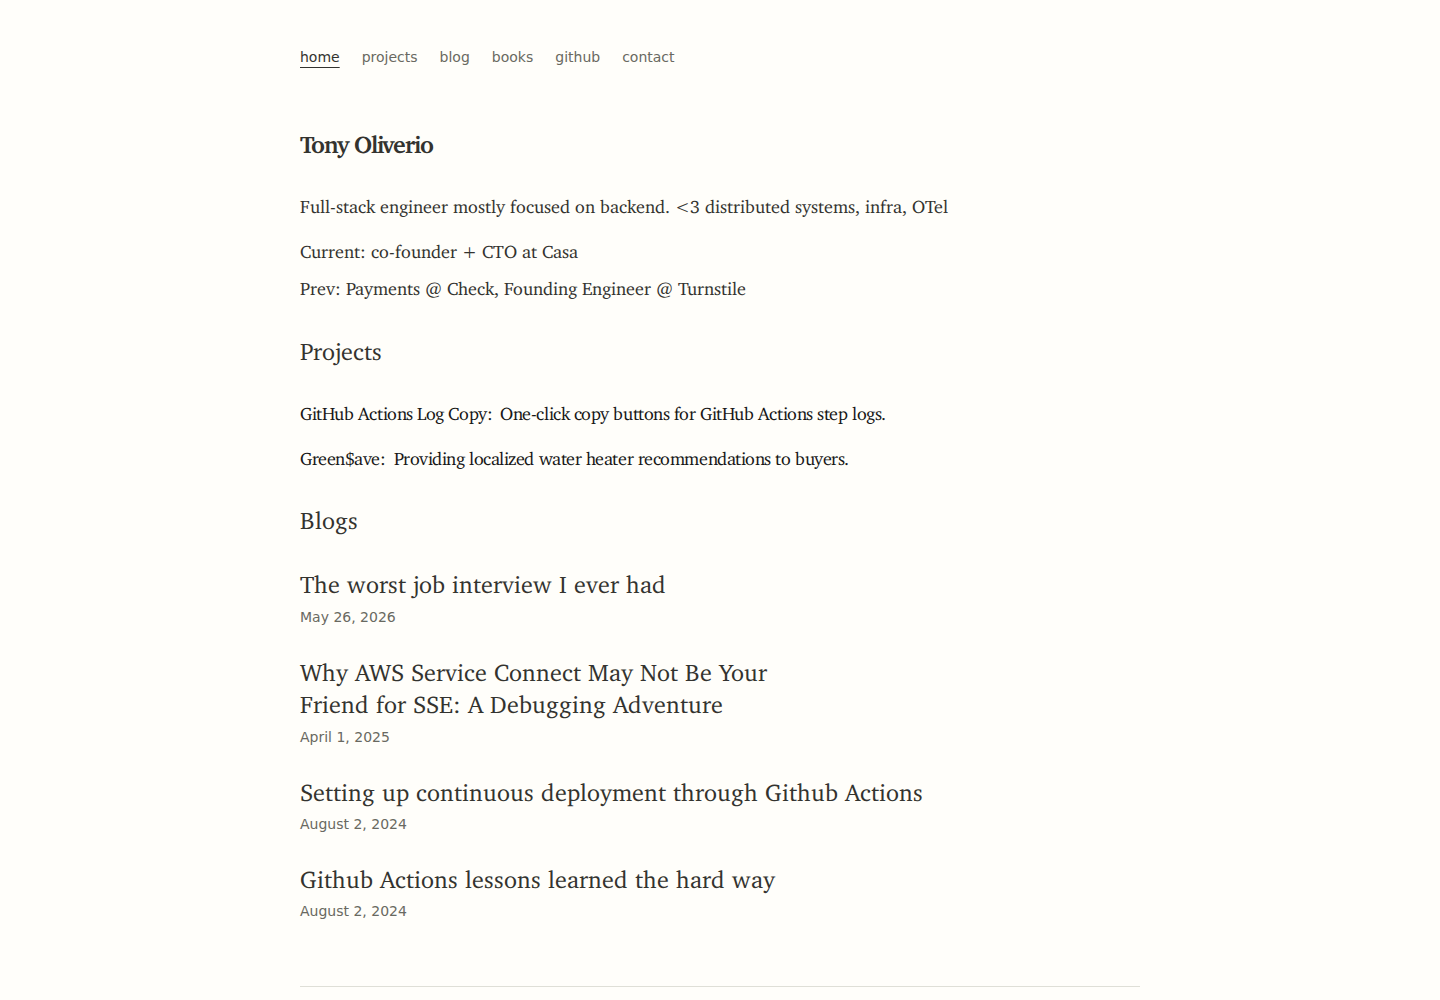 home projects blog books github contact
Tony Oliverio
Full-stack engineer mostly focused on backend. <3 distributed systems, infra, OTel
Current: co-founder + CTO at Casa
Prev: Payments @ Check, Founding Engineer @ Turnstile
Projects
GitHub Actions Log Copy: One-click copy buttons for GitHub Actions step logs.
Green$ave: Providing localized water heater recommendations to buyers.
Blogs
The worst job interview I ever had
May 26, 2026
Why AWS Service Connect May Not Be Your
Friend for SSE: A Debugging Adventure
April 1, 2025
Setting up continuous deployment through Github Actions
August 2, 2024
Github Actions lessons learned the hard way
August 2, 2024